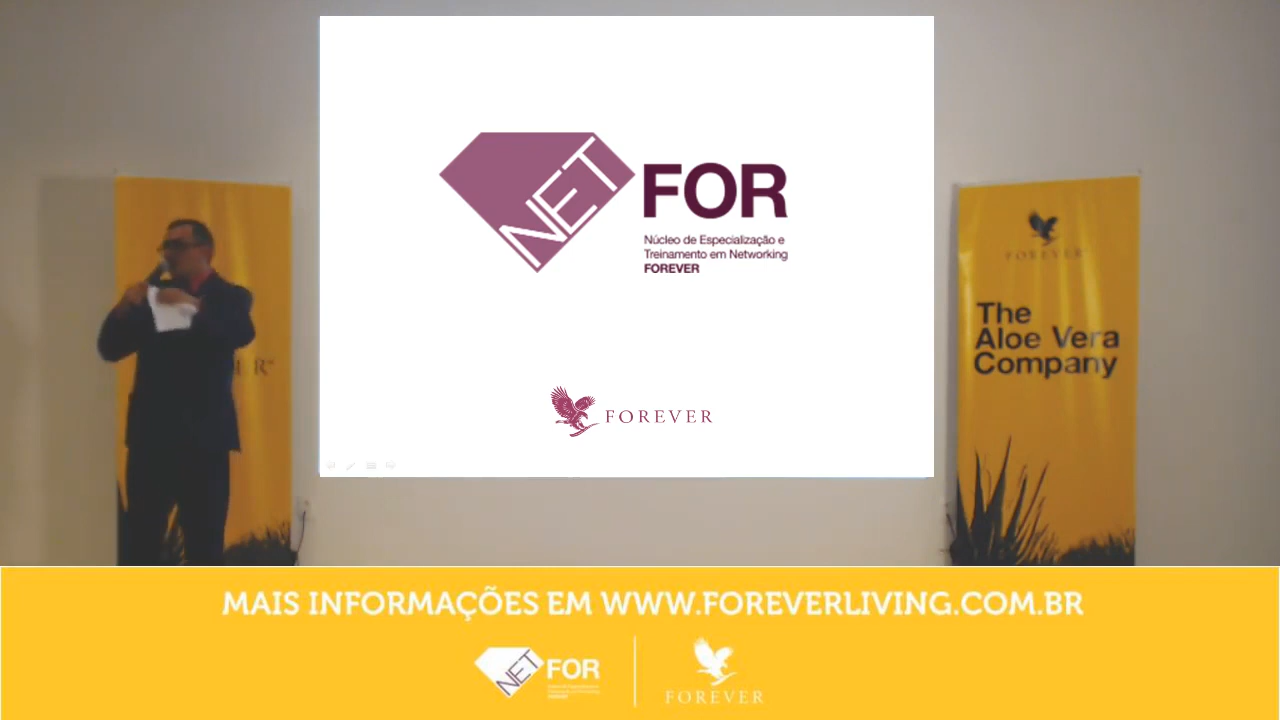 NET
FOR
Núcleo de Especialização e
Treinamento em Networking
FOREVER
FOREVER
ER™
FOREVER
The
Aloe Vera
Company
MAIS INFORMAÇÕES EM WWW.FOREVERLIVING.COM.BR
NET FOR
FOREVER